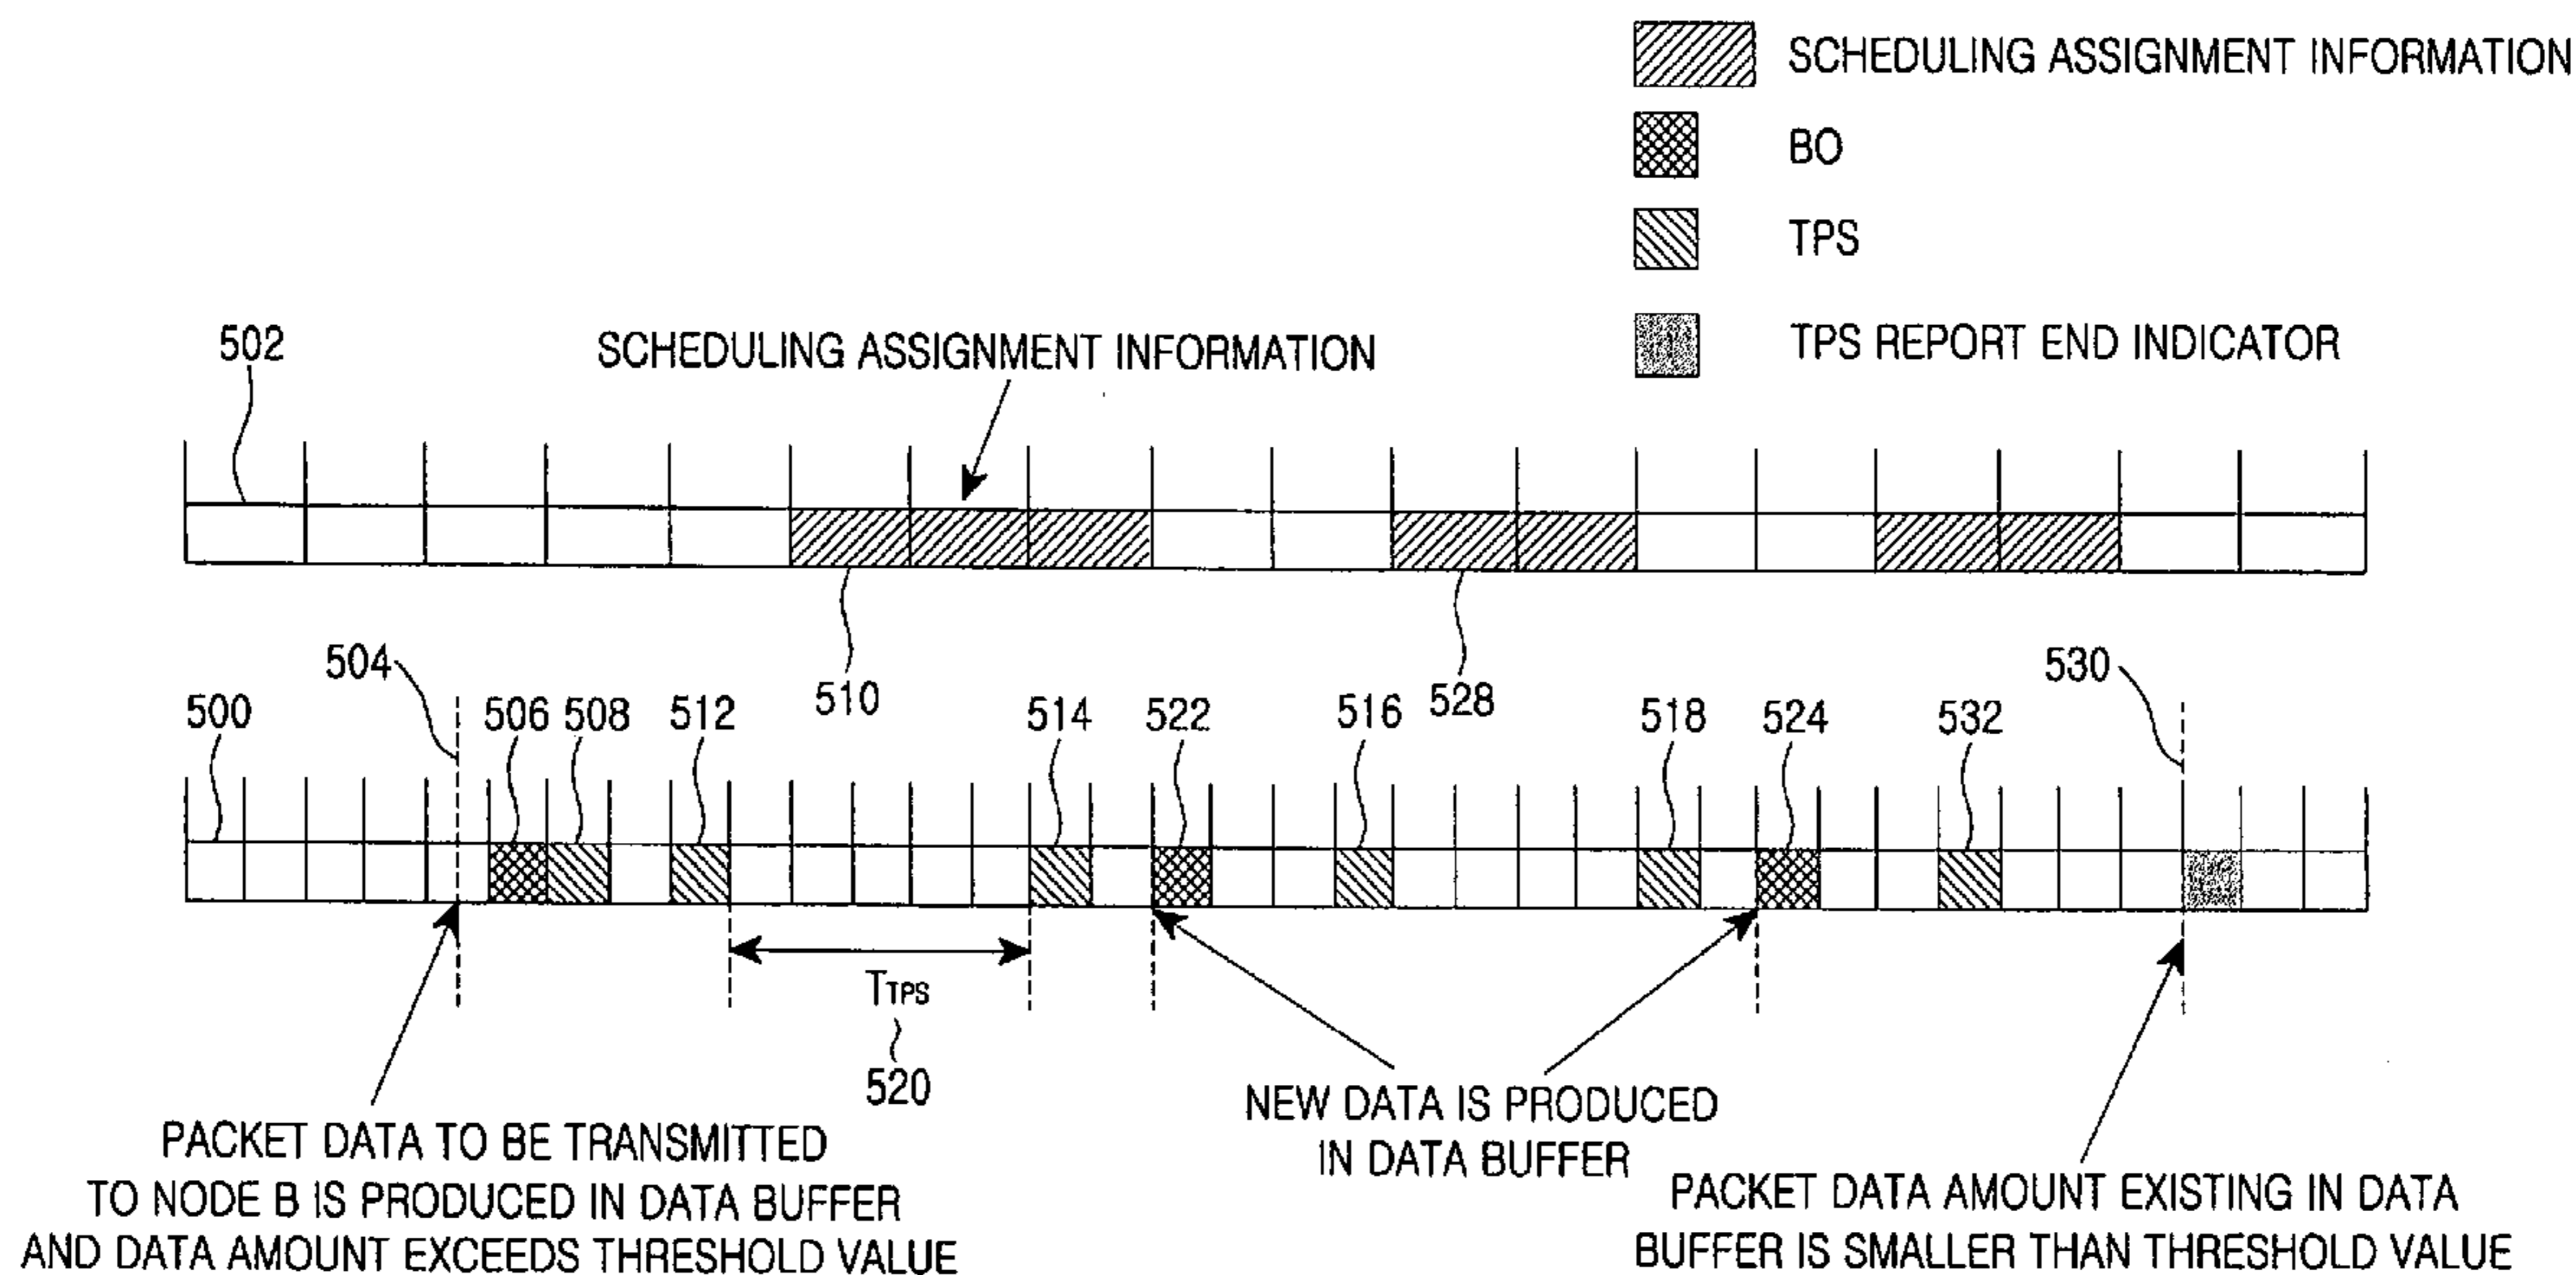 SCHEDULING ASSIGNMENT INFORMATION
BO
TPS
TPS REPORT END INDICATOR
502
SCHEDULING ASSIGNMENT INFORMATION
504
510
528
530
500
506
508
512
514
522
516
518
524
532
TTPS
520
PACKET DATA TO BE TRANSMITTED
TO NODE B IS PRODUCED IN DATA BUFFER
AND DATA AMOUNT EXCEEDS THRESHOLD VALUE
NEW DATA IS PRODUCED
IN DATA BUFFER
PACKET DATA AMOUNT EXISTING IN DATA
BUFFER IS SMALLER THAN THRESHOLD VALUE